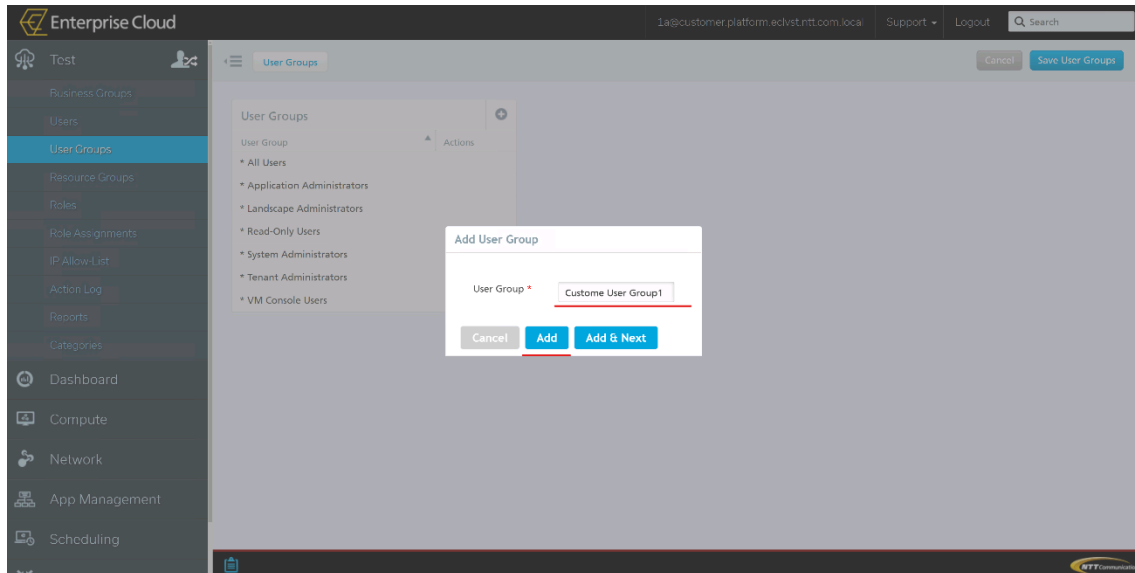 Enterprise Cloud
1a@customer.platform.eclvst.ntt.com.local
Support
Logout
Search
Test
User Groups
Cancel
Save User Groups
Business Groups
Users
User Groups
Resource Groups
Roles
Role Assignments
IP Allow-List
Action Log
Reports
Categories
Dashboard
Compute
Network
App Management
Scheduling
User Groups
User Group
Actions
* All Users
* Application Administrators
* Landscape Administrators
* Read-Only Users
* System Administrators
* Tenant Administrators
* VM Console Users
Add User Group
User Group *
Custome User Group1
Cancel
Add
Add & Next